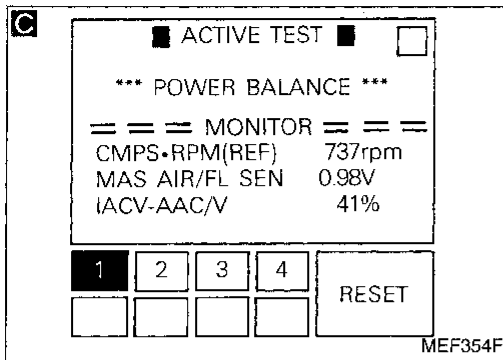 C
■ ACTIVE TEST ■
*** POWER BALANCE ***
= = = MONITOR = = =
CMPS•RPM(REF) 737rpm
MAS AIR/FL SEN 0.98V
IACV-AAC/V 41%
1 2 3 4
RESET
MEF354F